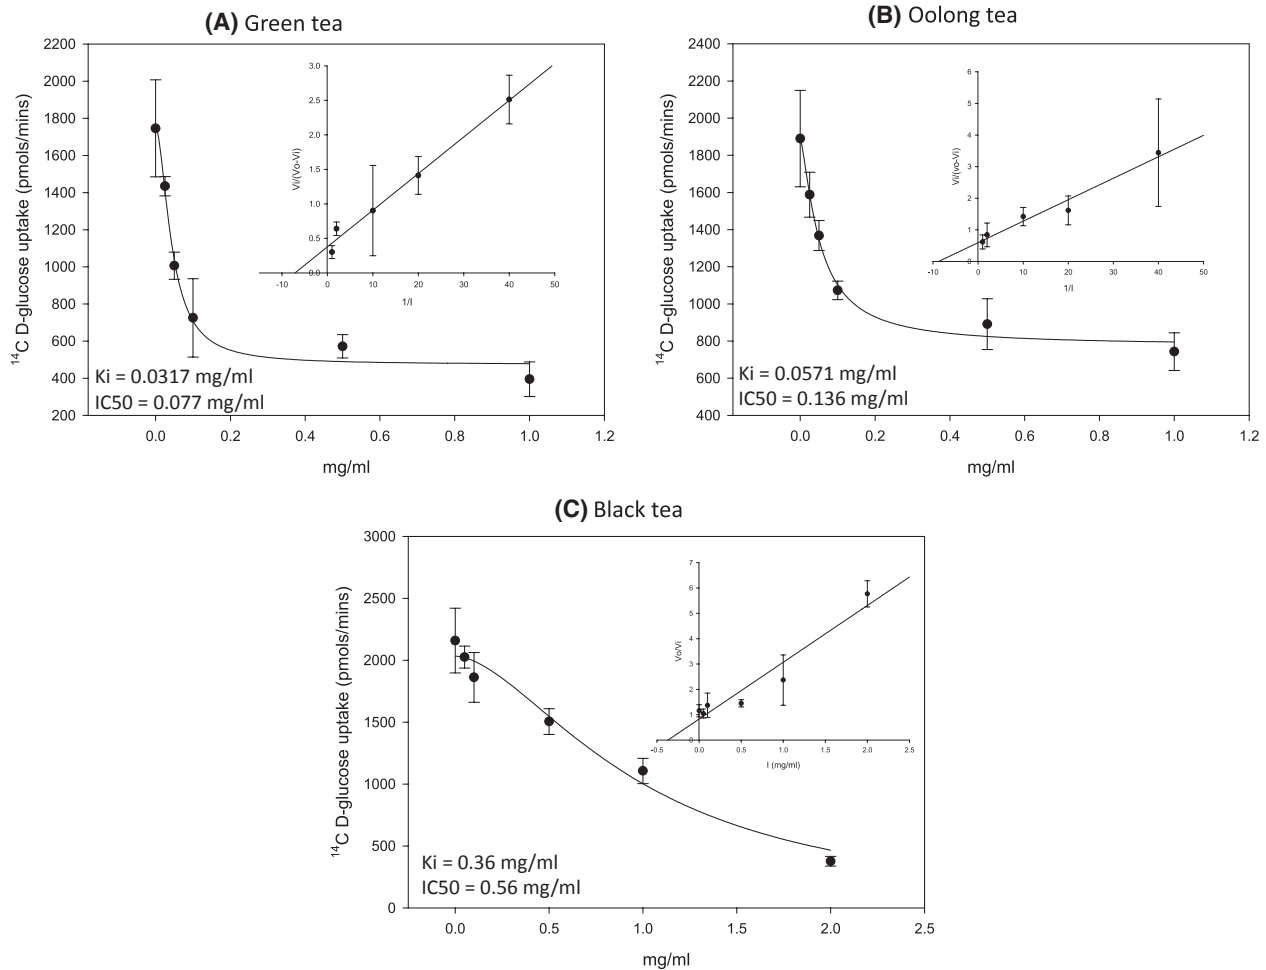 (A) Green tea
2200
2000
1800
1600
1400
1200
1000
800
600
400
200
14C D-glucose uptake (pmols/mins)
3.0
2.5
2.0
1.5
1.0
0.5
0.0
Vi/(Vo-Vi)
-10 0 10 20 30 40 50
1/I
Ki = 0.0317 mg/ml
IC50 = 0.077 mg/ml
0.0 0.2 0.4 0.6 0.8 1.0 1.2
mg/ml
(B) Oolong tea
2400
2200
2000
1800
1600
1400
1200
1000
800
600
400
14C D-glucose uptake (pmols/mins)
6
5
4
3
2
1
0
Vi/(vo-Vi)
-10 0 10 20 30 40 50
1/I
Ki = 0.0571 mg/ml
IC50 = 0.136 mg/ml
0.0 0.2 0.4 0.6 0.8 1.0 1.2
mg/ml
(C) Black tea
3000
2500
2000
1500
1000
500
0
14C D-glucose uptake (pmols/mins)
7
6
5
4
3
2
1
0
Vo/Vi
-0.5 0.0 0.5 1.0 1.5 2.0 2.5
I (mg/ml)
Ki = 0.36 mg/ml
IC50 = 0.56 mg/ml
0.0 0.5 1.0 1.5 2.0 2.5
mg/ml